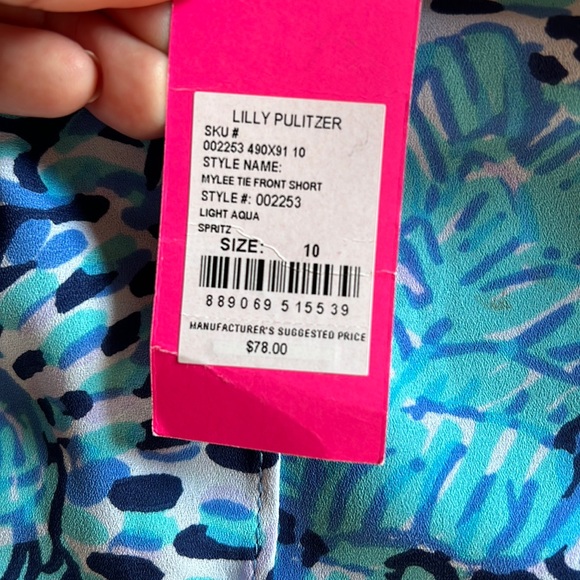 LILLY PULITZER
SKU #
002253 490X91 10
STYLE NAME:
MYLEE TIE FRONT SHORT
STYLE #: 002253
LIGHT AQUA
SPRITZ
SIZE: 10
889069 515539
MANUFACTURER'S SUGGESTED PRICE
$78.00